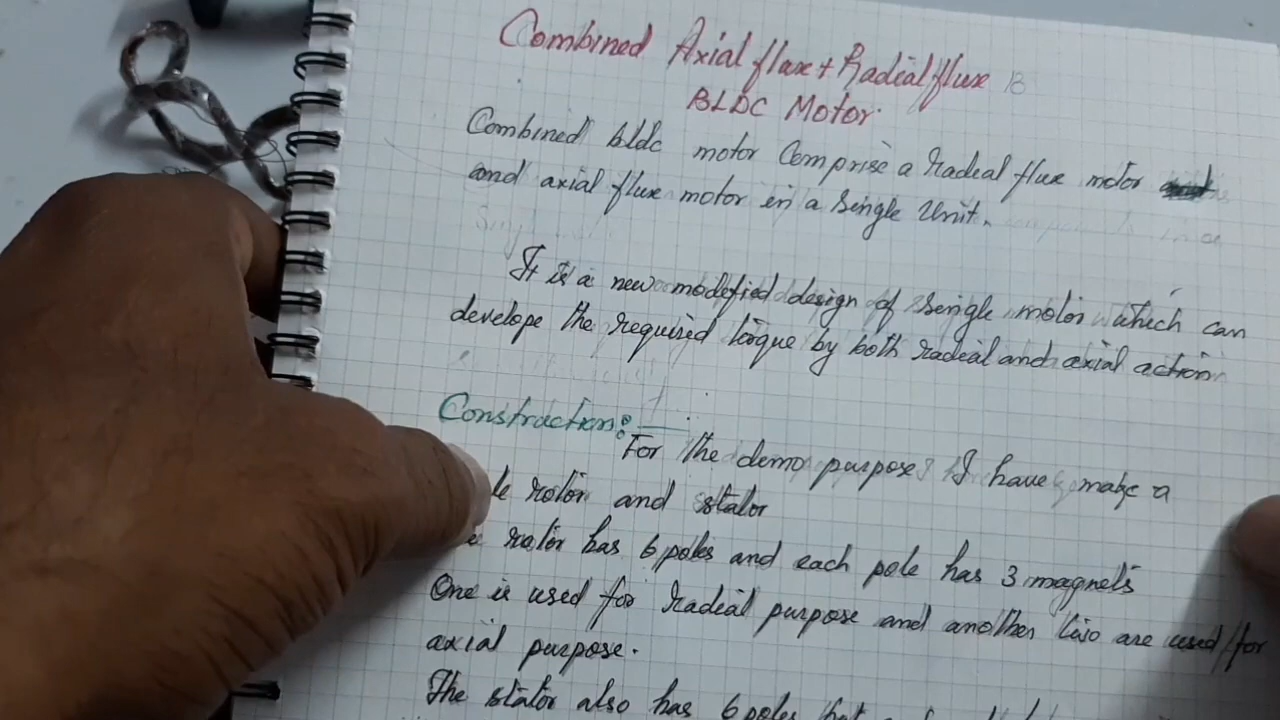 Combined Axial flux + Radial flux
BLDC Motor.
Combined bldc motor Comprise a radial flux motor
and axial flux motor in a single Unit.
It is a new modified design of single motor which can
develope the required torque by both radial and axial action
Construction:
For the demo purpose I have make a
rotor and stator
rotor has 6 poles and each pole has 3 magnets
One is used for radial purpose and another two are used for
axial purpose.
The stator also has 6 poles but